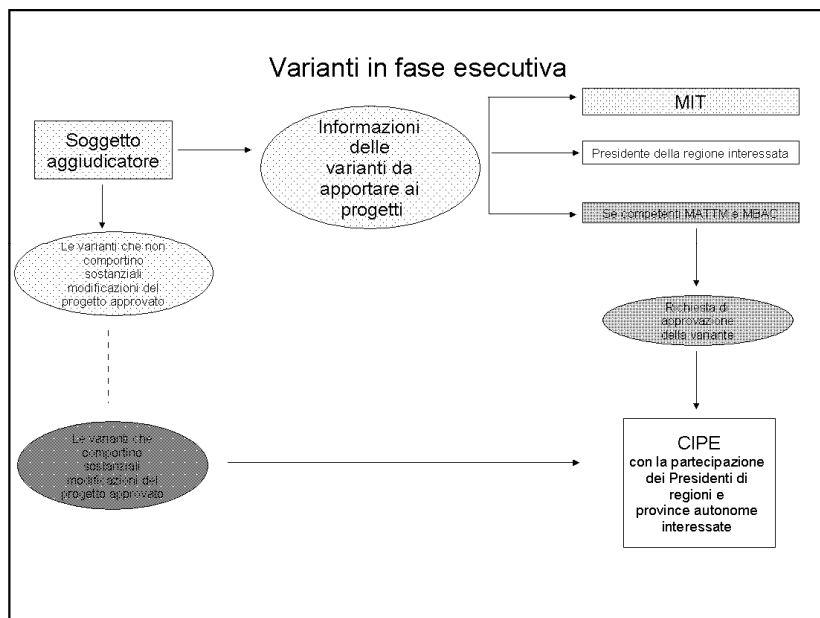 Varianti in fase esecutiva
Soggetto
aggiudicatore
Informazioni
delle
varianti da
apportare ai
progetti
MIT
Presidente della regione interessata
Se competenti MATTM e MBAC
Le varianti che non
comportino
sostanziali
modificazioni del
progetto approvato
Richiesta di
approvazione
della variante
Le varianti che
comportino
sostanziali
modificazioni del
progetto approvato
CIPE
con la partecipazione
dei Presidenti di
regioni e
province autonome
interessate